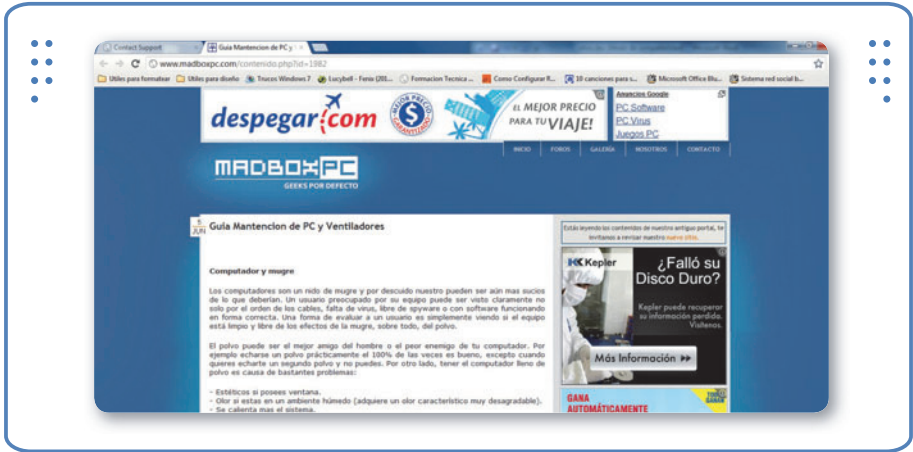 Contact Support
Guia Mantencion de PC y
www.madboxpc.com/contenido.php?id=1982
Utiles para formatear Utiles para diseño Trucos Windows 7 Lucybell - Fenix (201... Formacion Tecnica ... Como Configurar R... 10 canciones para s... Microsoft Office Blu... Sistema red social b...
despegar.com
MEJOR PRECIO
GARANTIZADO
EL MEJOR PRECIO
PARA TU VIAJE!
Anuncios Google
PC Software
PC Virus
Juegos PC
INICIO FOROS GALERÍA NOSOTROS CONTACTO
MADBOXPC
GEEKS POR DEFECTO
5
JUN
Guia Mantencion de PC y Ventiladores
Computador y mugre
Los computadores son un nido de mugre y por descuido nuestro pueden ser aún mas sucios
de lo que deberían. Un usuario preocupado por su equipo puede ser visto claramente no
solo por el orden de los cables, falta de virus, libre de spyware o con software funcionando
en forma correcta. Una forma de evaluar a un usuario es simplemente viendo si el equipo
está limpio y libre de los efectos de la mugre, sobre todo, del polvo.
El polvo puede ser el mejor amigo del hombre o el peor enemigo de tu computador. Por
ejemplo echarse un polvo prácticamente el 100% de las veces es bueno, excepto cuando
quieres echarte un segundo polvo y no puedes. Por otro lado, tener el computador lleno de
polvo es causa de bastantes problemas:
- Estéticos si posees ventana.
- Olor si estas en un ambiente húmedo (adquiere un olor característico muy desagradable).
- Se calienta mas el sistema.
Estás leyendo los contenidos de nuestro antiguo portal, te
invitamos a revisar nuestro nuevo sitio.
Kepler
¿Falló su
Disco Duro?
Kepler puede recuperar
su información perdida.
Visítenos.
Más Información
GANA
AUTOMÁTICAMENTE